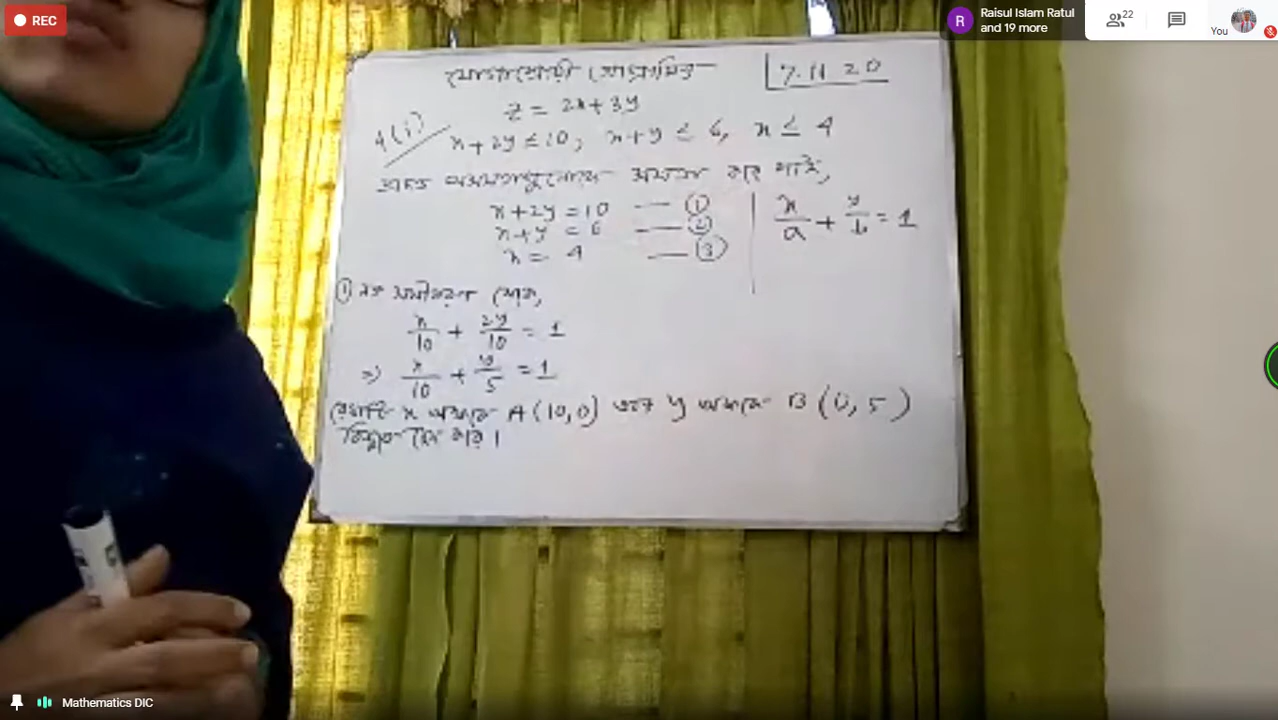 REC
Raisul Islam Ratul
and 19 more
22
You
যোগাশ্রয়ী প্রোগ্রামিং
7.11.20
z = 2x + 3y
4(i)
x + 2y ≤ 10, x + y ≤ 6, x ≤ 4
প্রদত্ত অসমতাগুলোকে সমতা ধরে পাই,
x + 2y = 10 — ①
x + y = 6 — ②
x = 4 — ③
x/a + y/b = 1
① নং সমীকরণ হতে,
x/10 + 2y/10 = 1
⇒ x/10 + y/5 = 1
রেখাটি x অক্ষকে A (10,0) এবং y অক্ষকে B (0, 5)
বিন্দুতে ছেদ করে।
Mathematics DIC